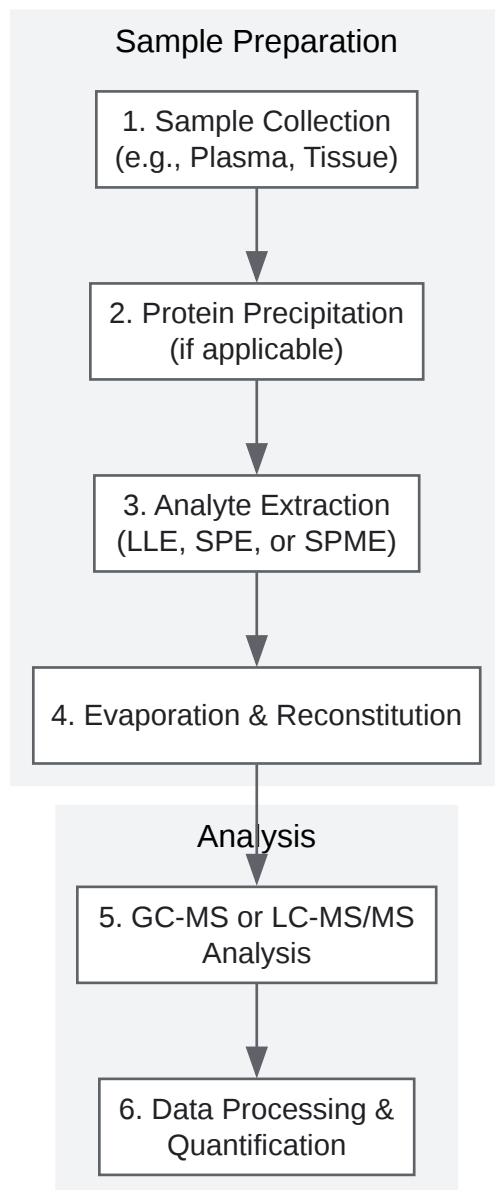 Sample Preparation
1. Sample Collection
(e.g., Plasma, Tissue)
2. Protein Precipitation
(if applicable)
3. Analyte Extraction
(LLE, SPE, or SPME)
4. Evaporation & Reconstitution
Analysis
5. GC-MS or LC-MS/MS
Analysis
6. Data Processing &
Quantification